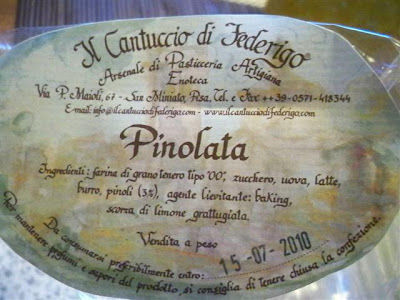 Il Cantuccio di Federigo
Arsenale di Pasticceria Artigiana
Enoteca
Via P. Maioli, 67 - San Miniato, Pisa, Tel. e Fax ++39-0571-418344
E-mail: info@ilcantucciodifederigo.com - www.ilcantucciodifederigo.com
Pinolata
Ingredienti: farina di grano tenero tipo "00", zucchero, uova, latte,
burro, pinoli (3%), agente lievitante: baking,
scorza di limone grattugiata.
Vendita a peso
Da consumarsi preferibilmente entro: 15-07-2010
Per mantenere profumi e sapori del prodotto, si consiglia di tenere chiusa la confezione.